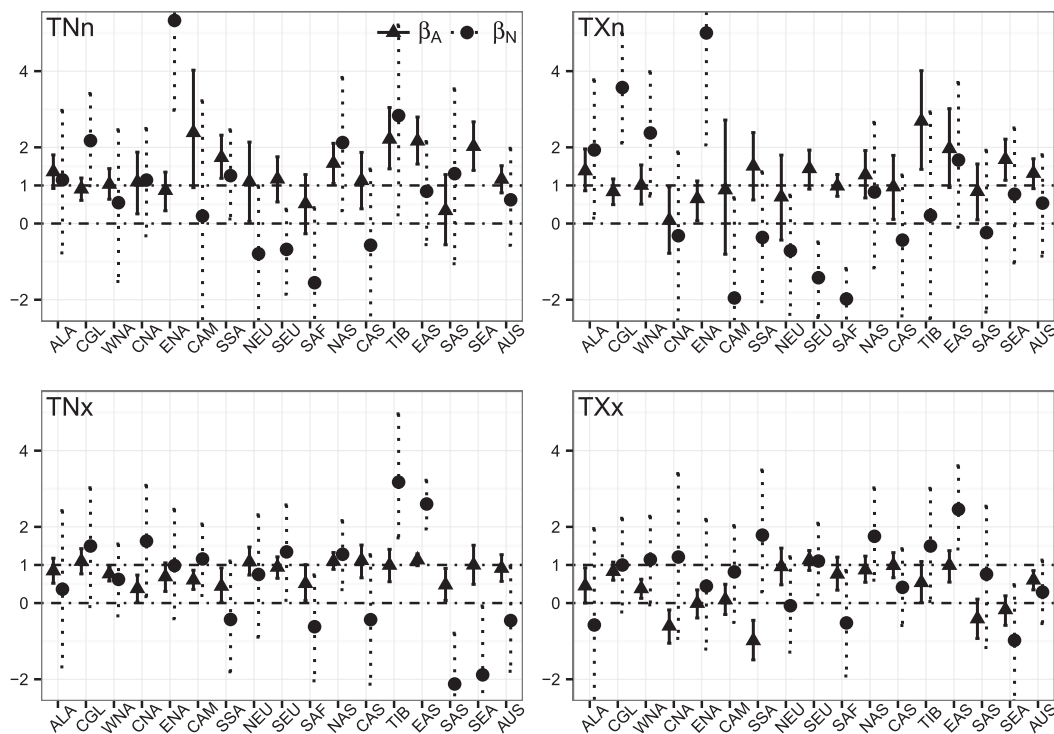 TNn
β_A β_N
4
2
1
0
−2
ALA CGL WNA CNA ENA CAM SSA NEU SEU SAF NAS CAS TIB EAS SAS SEA AUS
TXn
4
2
1
0
−2
ALA CGL WNA CNA ENA CAM SSA NEU SEU SAF NAS CAS TIB EAS SAS SEA AUS
TNx
4
2
1
0
−2
ALA CGL WNA CNA ENA CAM SSA NEU SEU SAF NAS CAS TIB EAS SAS SEA AUS
TXx
4
2
1
0
−2
ALA CGL WNA CNA ENA CAM SSA NEU SEU SAF NAS CAS TIB EAS SAS SEA AUS